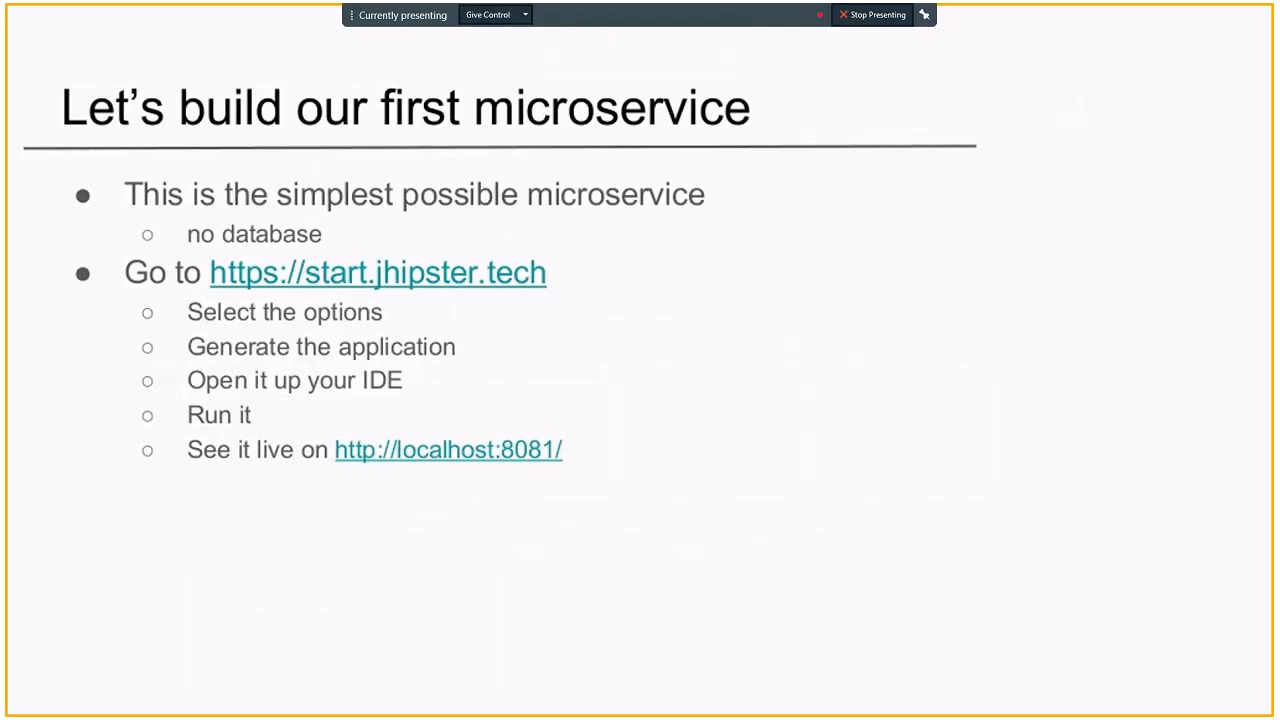 Currently presenting Give Control Stop Presenting
Let’s build our first microservice
● This is the simplest possible microservice
○ no database
● Go to https://start.jhipster.tech
○ Select the options
○ Generate the application
○ Open it up your IDE
○ Run it
○ See it live on http://localhost:8081/